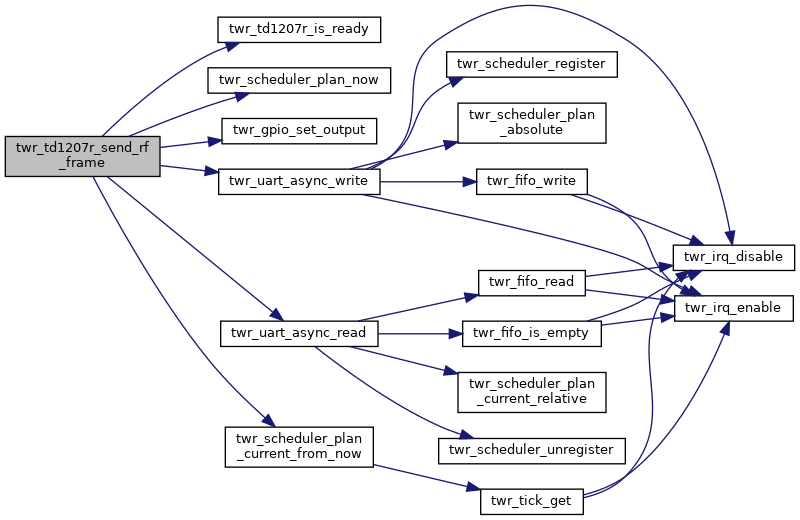 twr_td1207r_send_rf
_frame
twr_td1207r_is_ready
twr_scheduler_plan_now
twr_gpio_set_output
twr_uart_async_write
twr_uart_async_read
twr_scheduler_plan
_current_from_now
twr_scheduler_register
twr_scheduler_plan
_absolute
twr_fifo_write
twr_fifo_read
twr_fifo_is_empty
twr_scheduler_plan
_current_relative
twr_scheduler_unregister
twr_tick_get
twr_irq_disable
twr_irq_enable